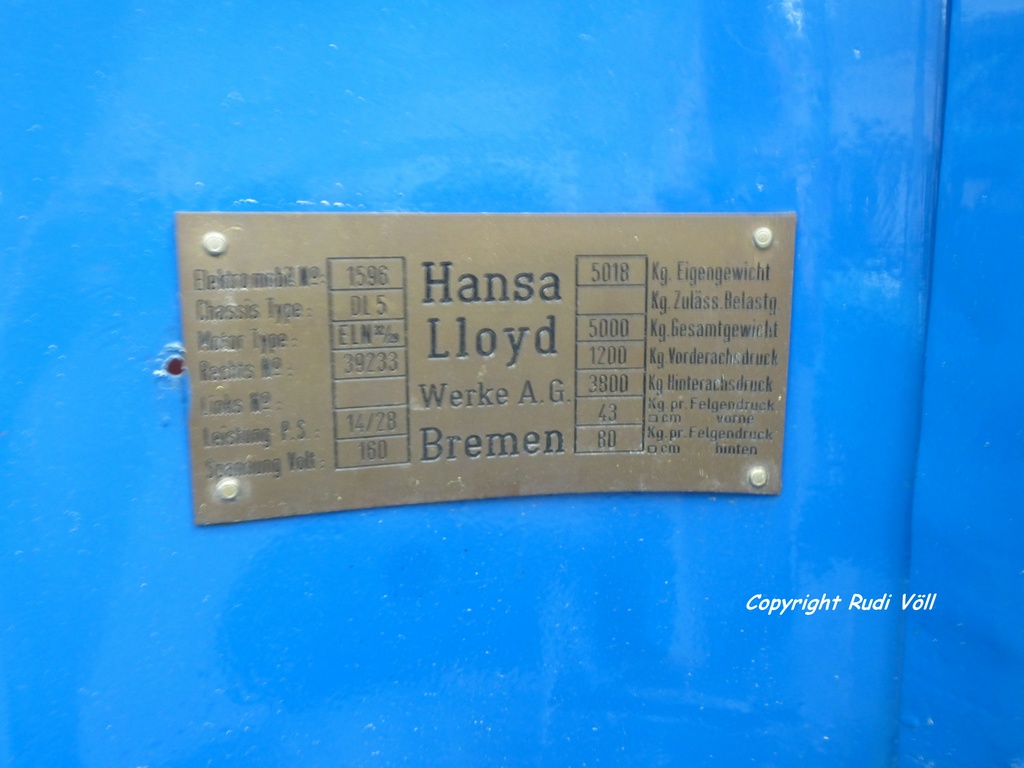 Elektromobil No: 1596
Chassis Type: DL 5
Motor Type: ELN
Rechts No: 39233
Links No:
Leistung P.S.: 14/28
Spannung Volt: 160
Hansa
Lloyd
Werke A.G.
Bremen
5018 Kg. Eigengewicht
Kg. Zuläss. Belastg.
5000 Kg. Gesamtgewicht
1200 Kg. Vorderachsdruck
3800 Kg. Hinterachsdruck
43 Kg. pr. Felgendruck
□cm vorne
80 Kg. pr. Felgendruck
□cm hinten
Copyright Rudi Völl